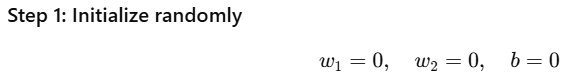 Step 1: Initialize randomly
w₁ = 0, w₂ = 0, b = 0